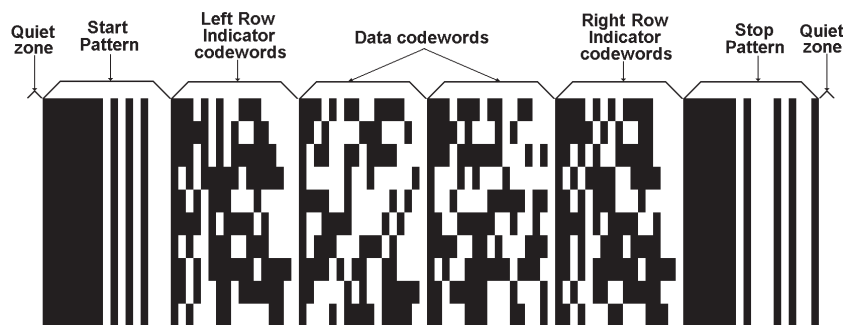 Quiet
zone
Start
Pattern
Left Row
Indicator
codewords
Data codewords
Right Row
Indicator
codewords
Stop
Pattern
Quiet
zone